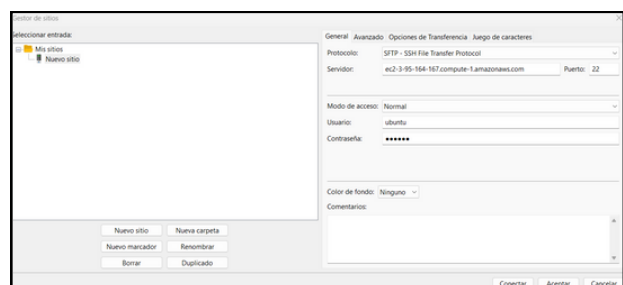 Gestor de sitios
Seleccionar entrada:
Mis sitios
Nuevo sitio
Nuevo sitio Nueva carpeta
Nuevo marcador Renombrar
Borrar Duplicado
General Avanzado Opciones de Transferencia Juego de caracteres
Protocolo: SFTP - SSH File Transfer Protocol
Servidor: ec2-3-95-164-167.compute-1.amazonaws.com Puerto: 22
Modo de acceso: Normal
Usuario: ubuntu
Contraseña: ••••••
Color de fondo: Ninguno
Comentarios:
Conectar Aceptar Cancelar